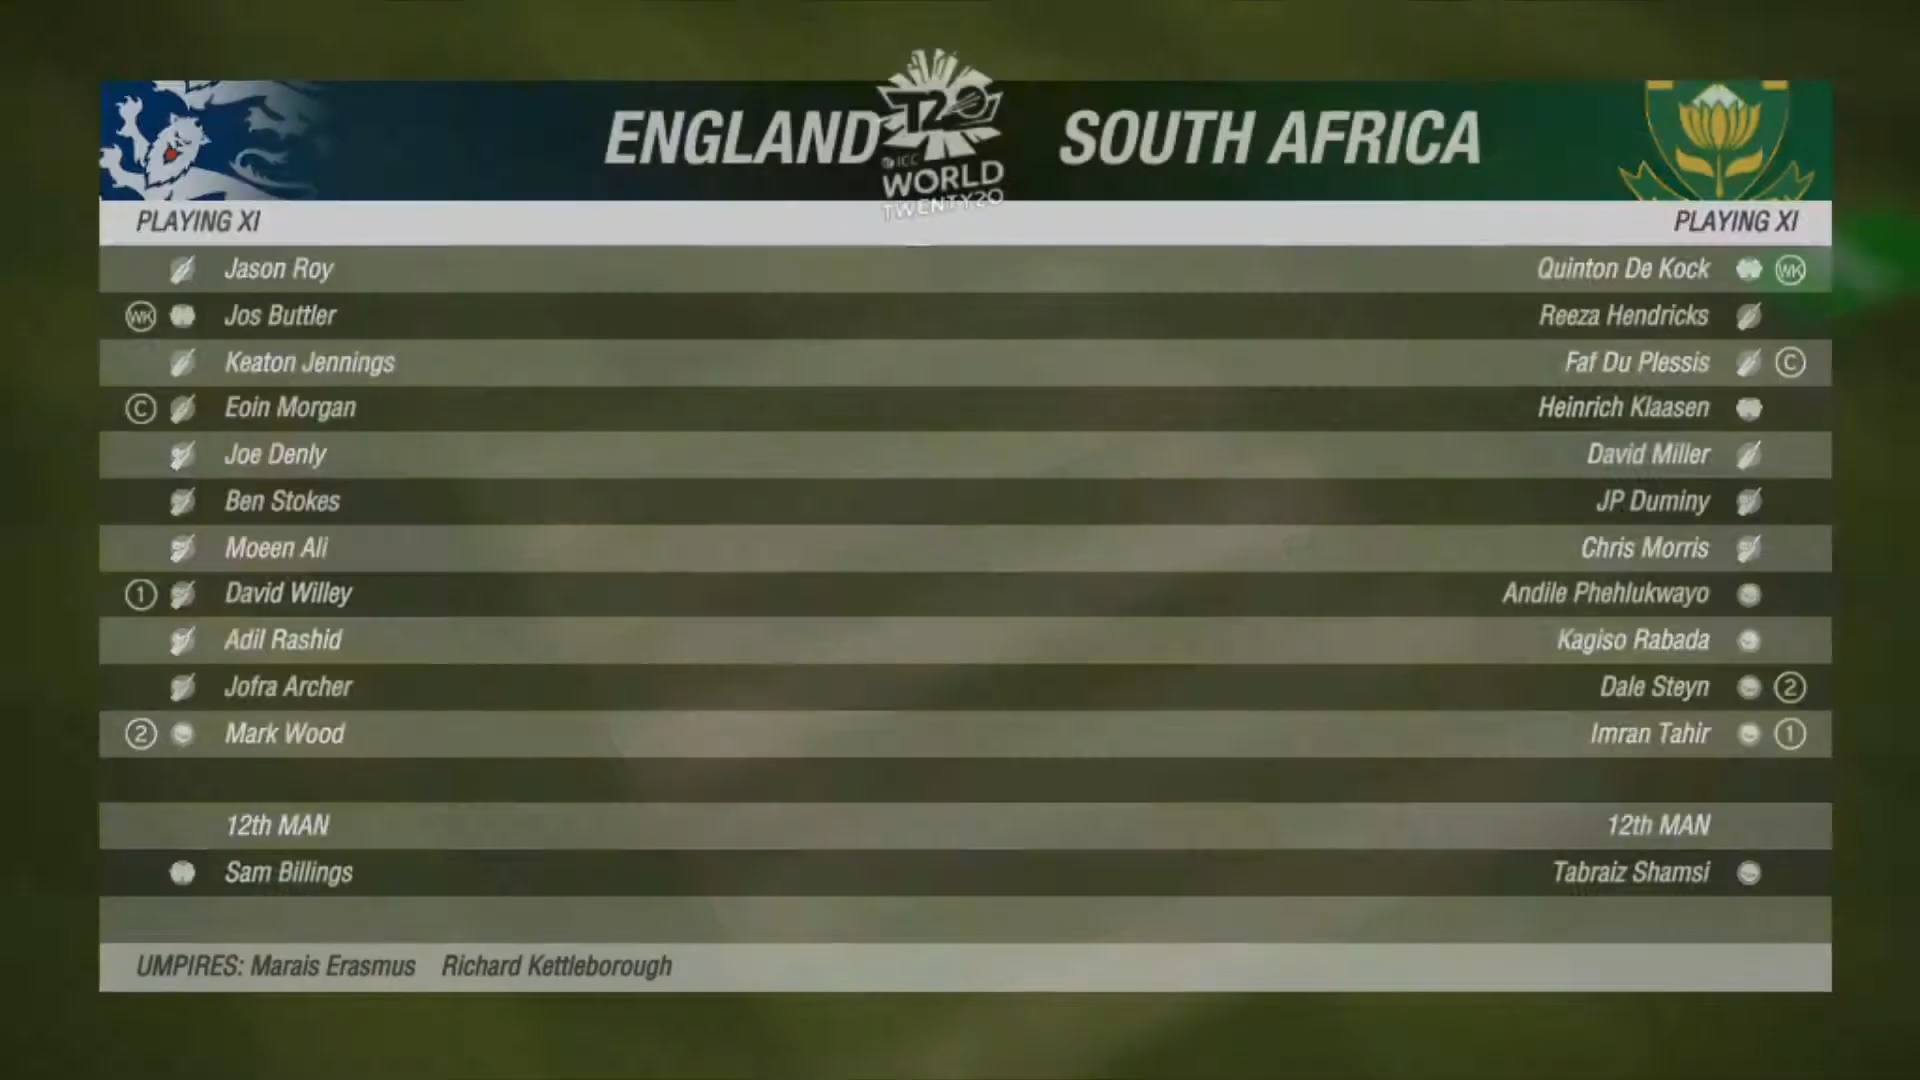 ENGLAND SOUTH AFRICA
T20
ICC
WORLD
TWENTY20
PLAYING XI PLAYING XI
Jason Roy Quinton De Kock WK
WK Jos Buttler Reeza Hendricks
Keaton Jennings Faf Du Plessis C
C Eoin Morgan Heinrich Klaasen
Joe Denly David Miller
Ben Stokes JP Duminy
Moeen Ali Chris Morris
1 David Willey Andile Phehlukwayo
Adil Rashid Kagiso Rabada
Jofra Archer Dale Steyn 2
2 Mark Wood Imran Tahir 1
12th MAN 12th MAN
Sam Billings Tabraiz Shamsi
UMPIRES: Marais Erasmus Richard Kettleborough